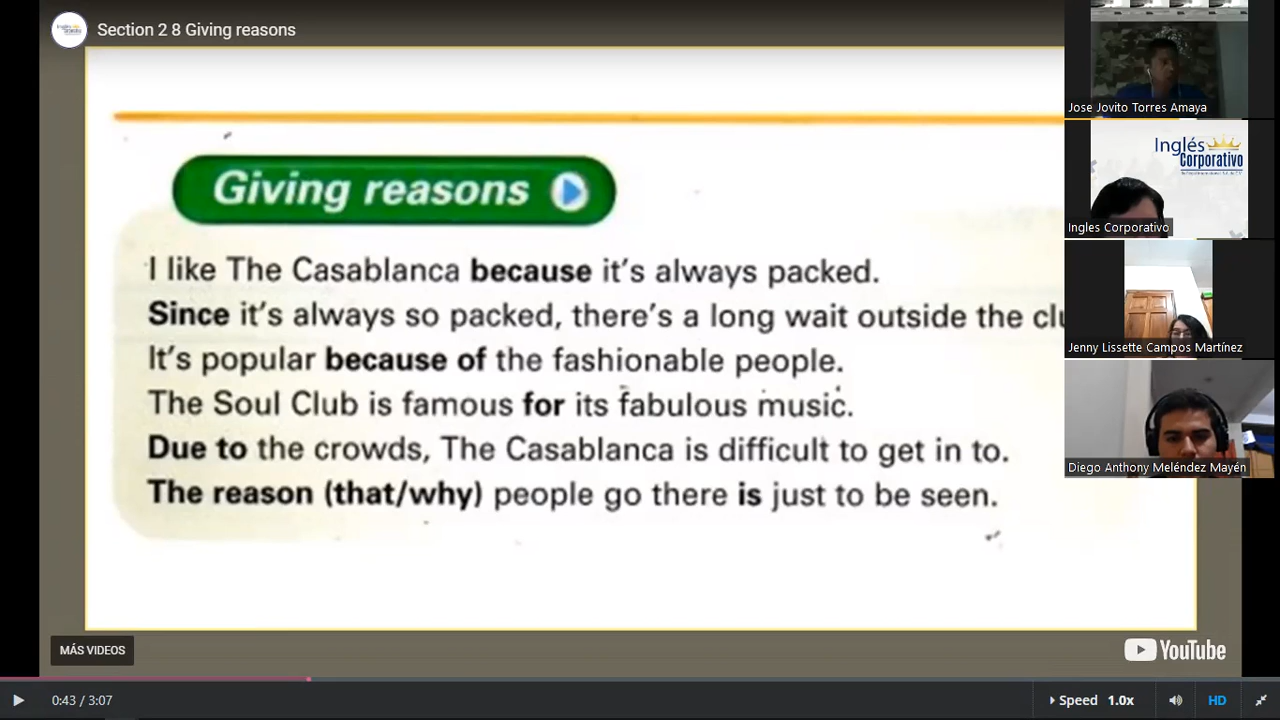 Section 2 8 Giving reasons
Giving reasons
I like The Casablanca because it's always packed.
Since it's always so packed, there's a long wait outside the
It's popular because of the fashionable people.
The Soul Club is famous for its fabulous music.
Due to the crowds, The Casablanca is difficult to get in to.
The reason (that/why) people go there is just to be seen.
MÁS VIDEOS
YouTube
0:43 / 3:07
Speed 1.0x
HD
Jose Jovito Torres Amaya
Inglés
Corporativo
Ingles Corporativo
Jenny Lissette Campos Martínez
Diego Anthony Meléndez Mayén